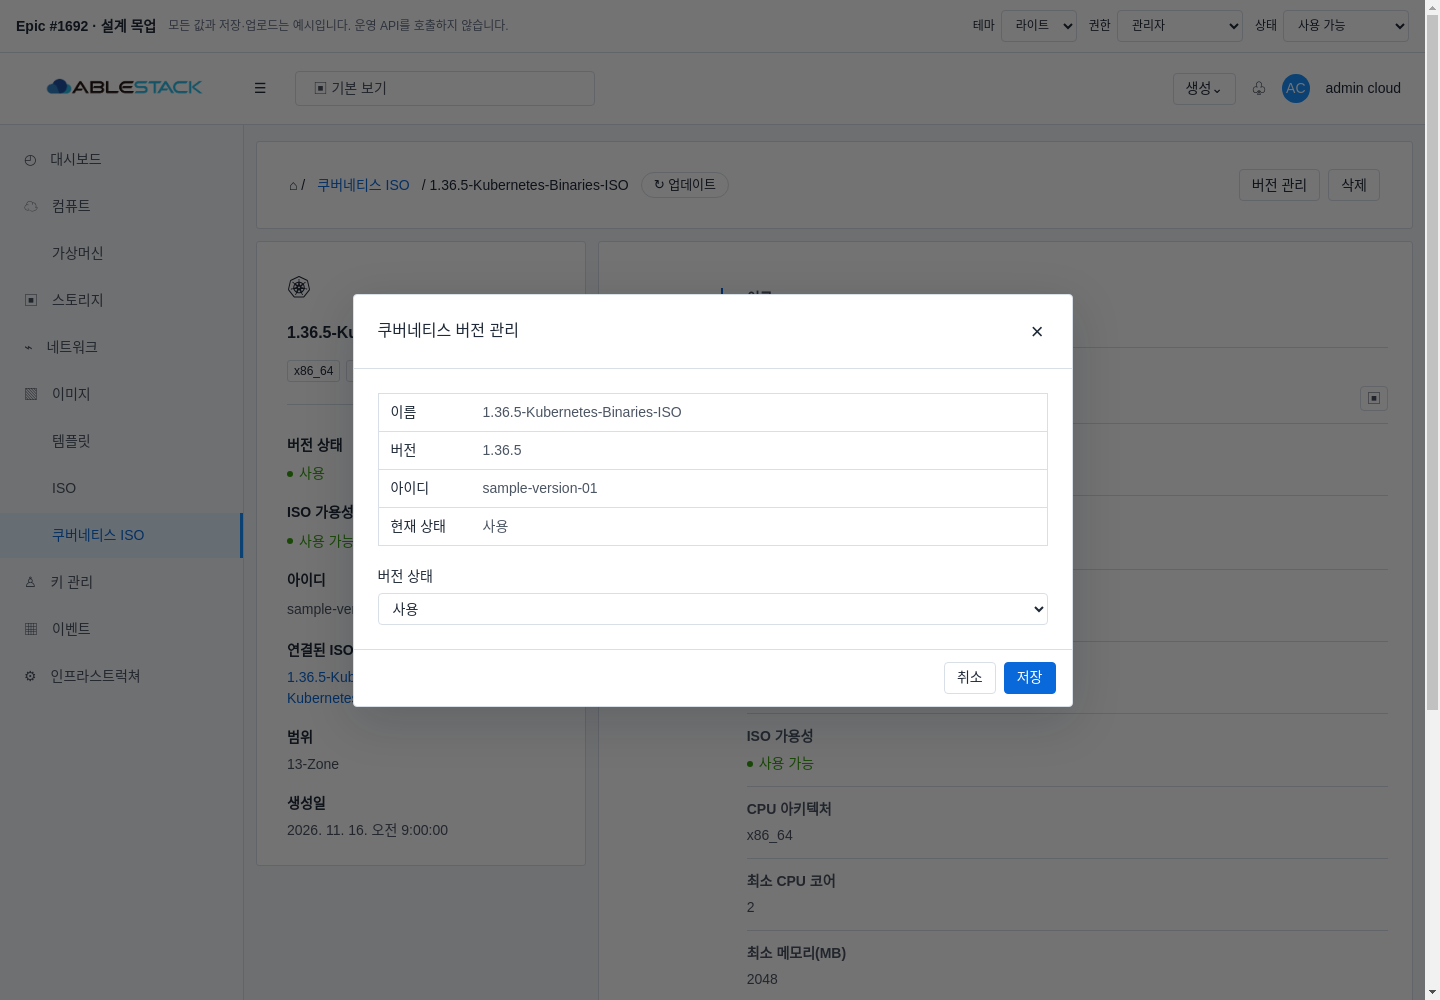 Epic #1692 · 설계 목업 모든 값과 저장·업로드는 예시입니다. 운영 API를 호출하지 않습니다. 테마 라이트 권한 관리자 상태 사용 가능
ABLESTACK ☰ 기본 보기 생성 AC admin cloud
대시보드
컴퓨트
가상머신
스토리지
네트워크
이미지
템플릿
ISO
쿠버네티스 ISO
키 관리
이벤트
인프라스트럭쳐
/ 쿠버네티스 ISO / 1.36.5-Kubernetes-Binaries-ISO ↻ 업데이트 버전 관리 삭제
1.36.5-Ku
x86_64
버전 상태
사용
ISO 가용성
사용 가능
아이디
sample-ver
연결된 ISO
1.36.5-Kub
Kubernetes
범위
13-Zone
생성일
2026. 11. 16. 오전 9:00:00
쿠버네티스 버전 관리 ✕
이름 1.36.5-Kubernetes-Binaries-ISO
버전 1.36.5
아이디 sample-version-01
현재 상태 사용
버전 상태
사용
취소 저장
ISO 가용성
사용 가능
CPU 아키텍처
x86_64
최소 CPU 코어
2
최소 메모리(MB)
2048